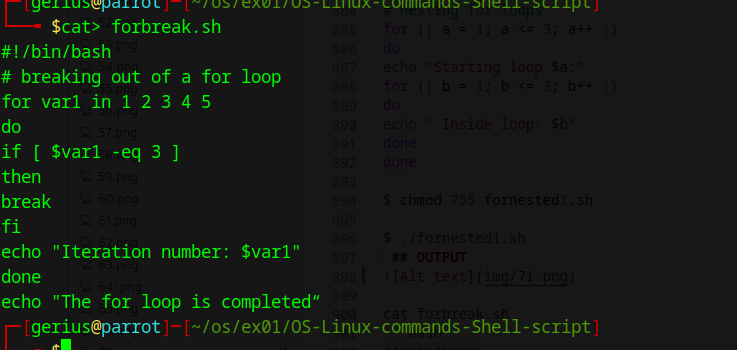 [gerius@parrot]─[~/os/ex01/OS-Linux-commands-Shell-script]
$cat> forbreak.sh
#!/bin/bash
# breaking out of a for loop
for var1 in 1 2 3 4 5
do
if [ $var1 -eq 3 ]
then
break
fi
echo "Iteration number: $var1"
done
echo "The for loop is completed“
[gerius@parrot]─[~/os/ex01/OS-Linux-commands-Shell-script]
$
57.png
59.png
60.png
61.png
884 # nesting for loops
885 for (( a = 1; a <= 3; a++ ))
886 do
887 echo "Starting loop $a:"
888 for (( b = 1; b <= 3; b++ ))
889 do
890 echo " Inside loop: $b"
891 done
892 done
893 ```
894 $ chmod 755 fornested1.sh
895
896 $ ./fornested1.sh
897 ## OUTPUT
898 ![Alt text](img/71.png)
899
900 cat forbreak.sh